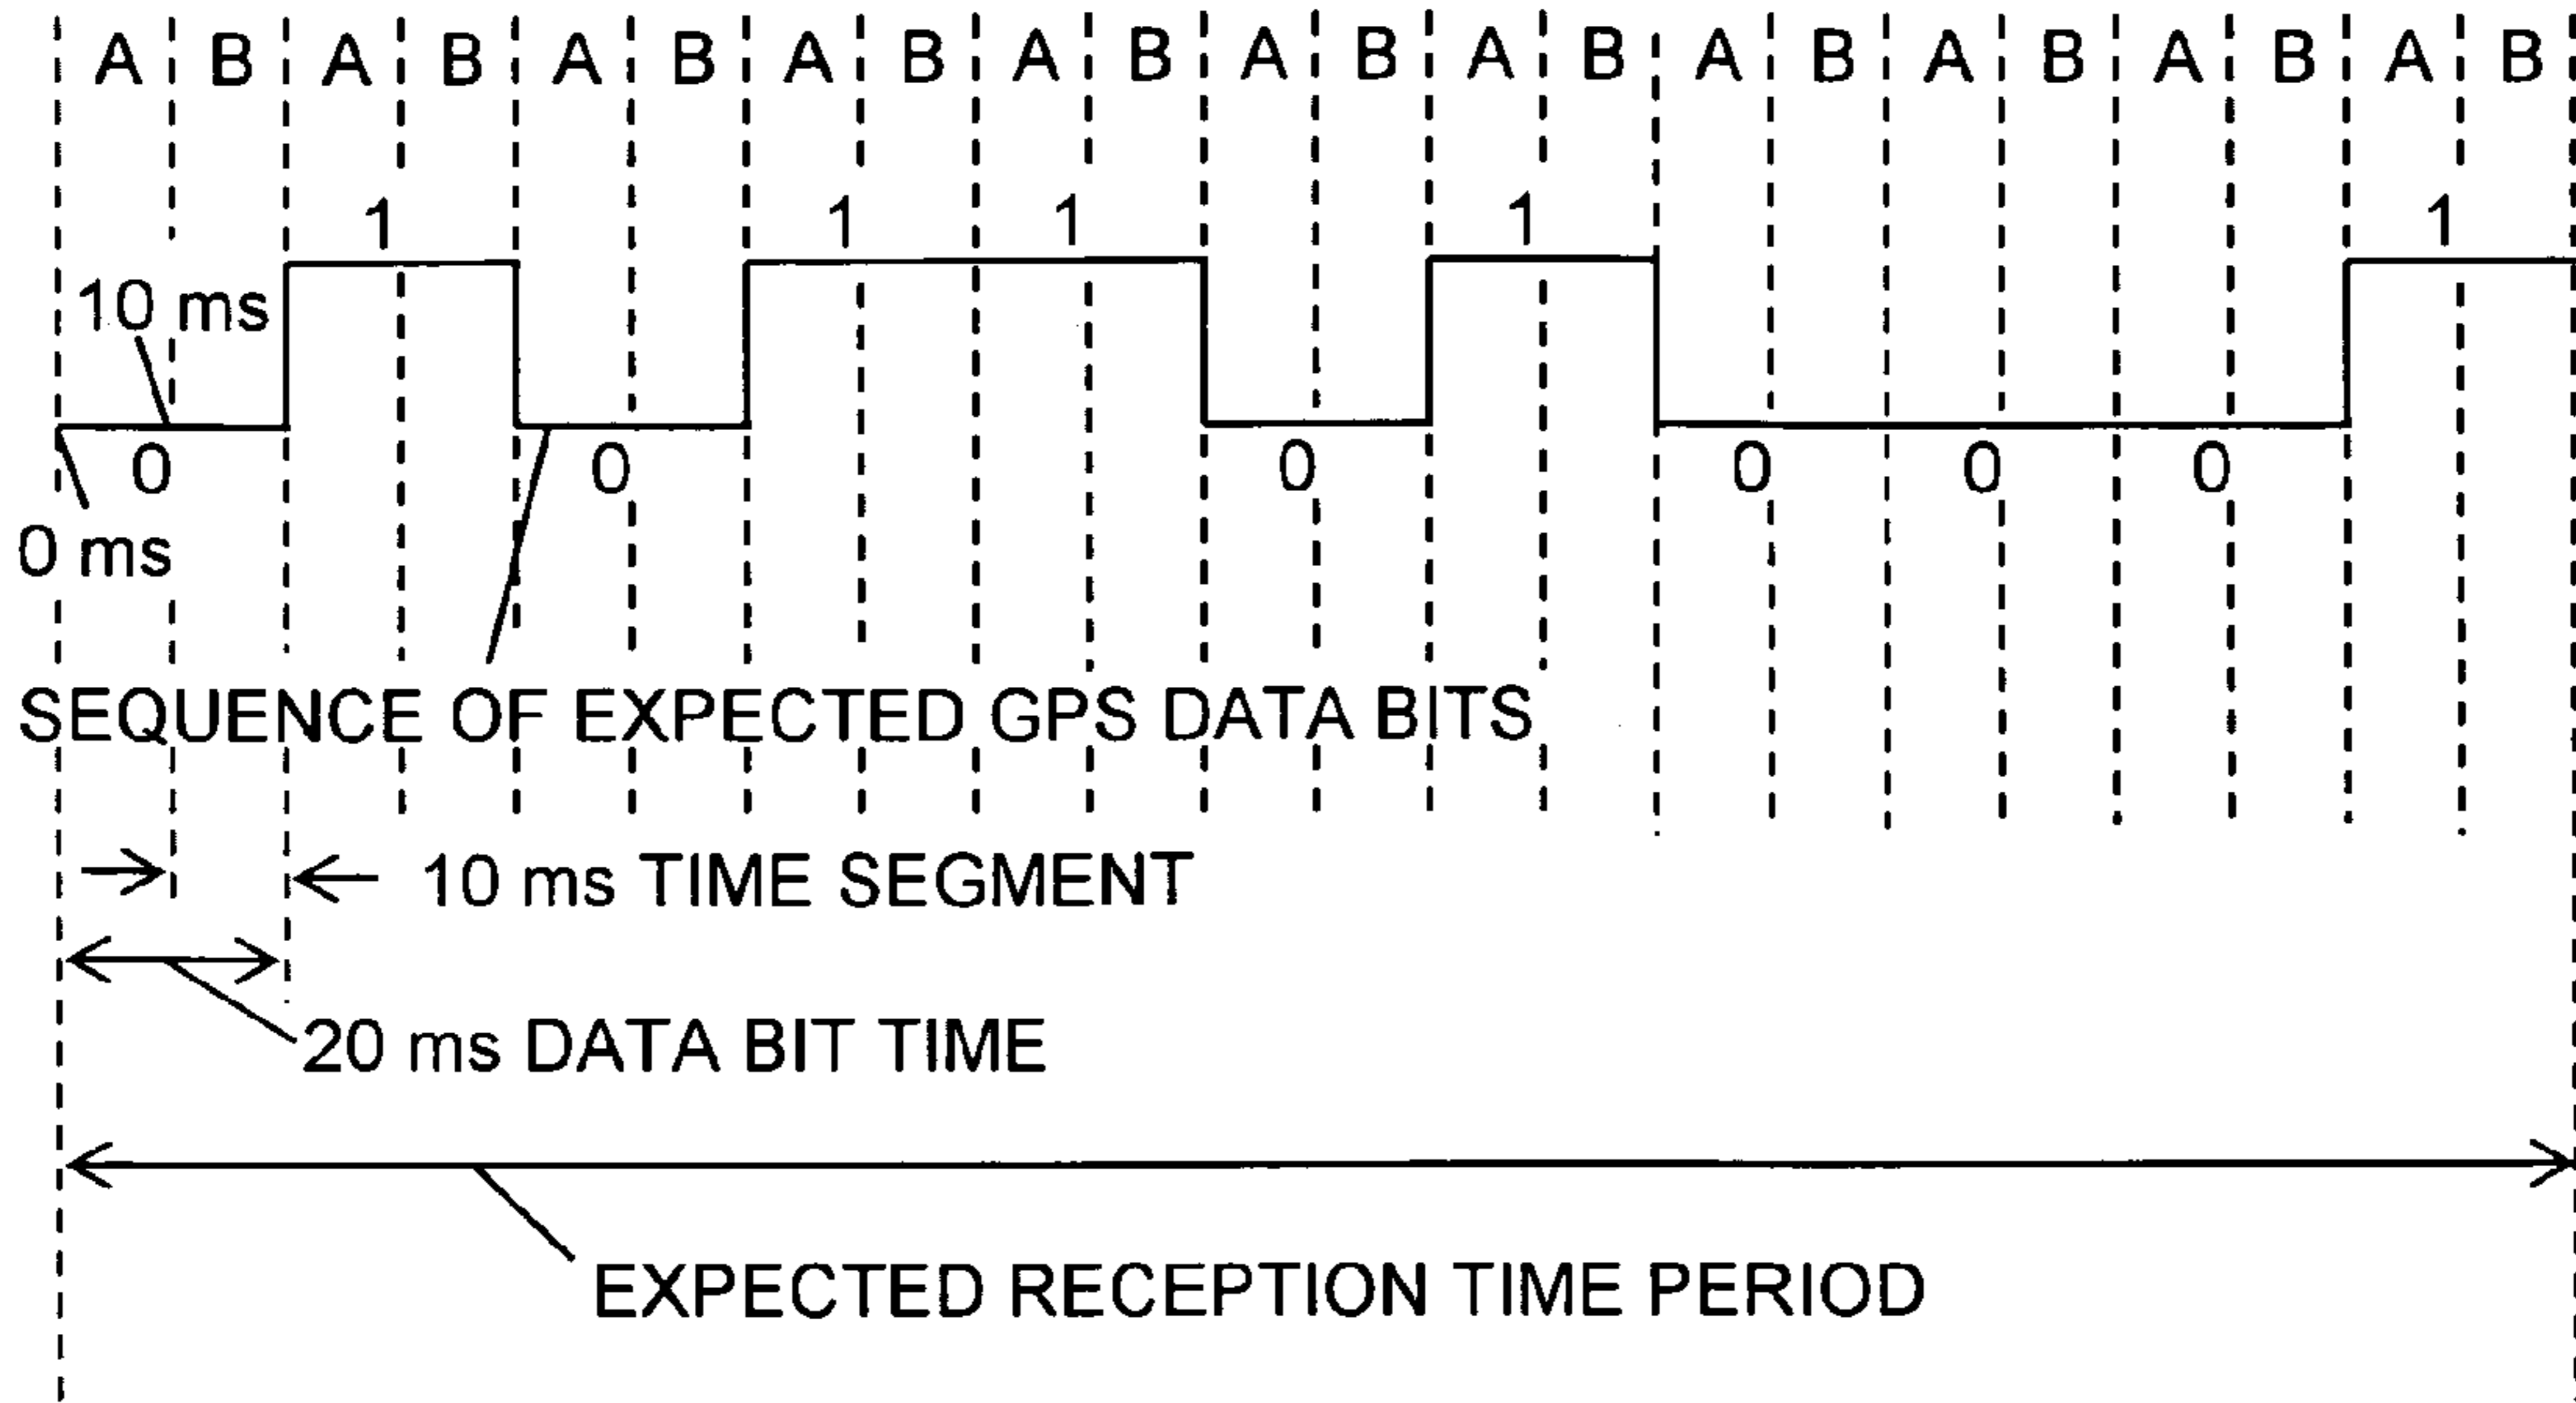 A B A B A B A B A B A B A B A B A B A B A B
1 1 1 1 1
10 ms
0 0 0 0 0 0
0 ms
SEQUENCE OF EXPECTED GPS DATA BITS
10 ms TIME SEGMENT
20 ms DATA BIT TIME
EXPECTED RECEPTION TIME PERIOD